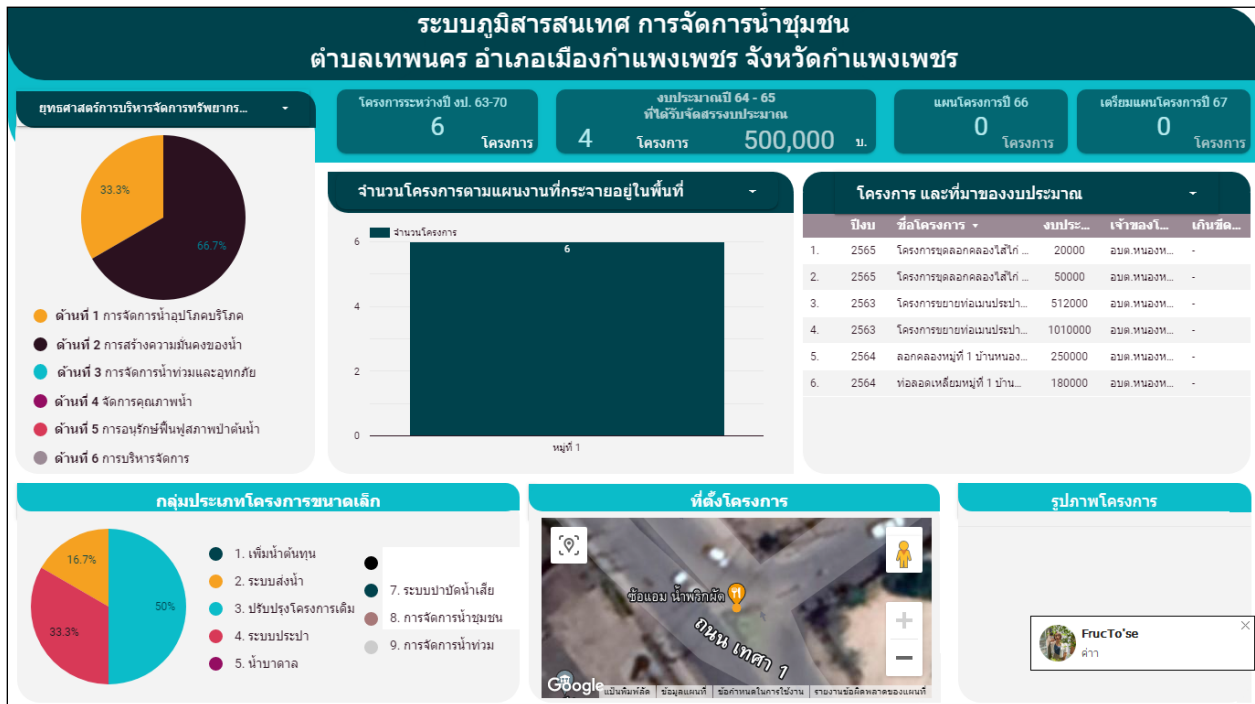 ระบบภูมิสารสนเทศ การจัดการน้ำชุมชน
ตำบลเทพนคร อำเภอเมืองกำแพงเพชร จังหวัดกำแพงเพชร
ยุทธศาสตร์การบริหารจัดการทรัพยากร...
33.3%
66.7%
ด้านที่ 1 การจัดการน้ำอุปโภคบริโภค
ด้านที่ 2 การสร้างความมั่นคงของน้ำ
ด้านที่ 3 การจัดการน้ำท่วมและอุทกภัย
ด้านที่ 4 จัดการคุณภาพน้ำ
ด้านที่ 5 การอนุรักษ์ฟื้นฟูสภาพป่าต้นน้ำ
ด้านที่ 6 การบริหารจัดการ
โครงการระหว่างปี งป. 63-70
6 โครงการ
งบประมาณปี 64 - 65
ที่ได้รับจัดสรรงบประมาณ
4 โครงการ 500,000 บ.
แผนโครงการปี 66
0 โครงการ
เตรียมแผนโครงการปี 67
0 โครงการ
จำนวนโครงการตามแผนงานที่กระจายอยู่ในพื้นที่
จำนวนโครงการ
6
6
4
2
0
หมู่ที่ 1
โครงการ และที่มาของงบประมาณ
ปีงบ ชื่อโครงการ งบประ... เจ้าของโ... เกินขีด...
1. 2565 โครงการขุดลอกคลองใส้ไก่ ... 20000 อบต.หนองห... -
2. 2565 โครงการขุดลอกคลองใส้ไก่ ... 50000 อบต.หนองห... -
3. 2563 โครงการขยายท่อเมนประปา... 512000 อบต.หนองห... -
4. 2563 โครงการขยายท่อเมนประปา... 1010000 อบต.หนองห... -
5. 2564 ลอกคลองหมู่ที่ 1 บ้านหนอง... 250000 อบต.หนองห... -
6. 2564 ท่อลอดเหลี่ยมหมู่ที่ 1 บ้าน... 180000 อบต.หนองห... -
กลุ่มประเภทโครงการขนาดเล็ก
16.7%
50%
33.3%
1. เพิ่มน้ำต้นทุน
2. ระบบส่งน้ำ
3. ปรับปรุงโครงการเดิม
4. ระบบประปา
5. น้ำบาดาล
7. ระบบบำบัดน้ำเสีย
8. การจัดการน้ำชุมชน
9. การจัดการน้ำท่วม
ที่ตั้งโครงการ
ซ้อแอม น้ำพริกผัด
ถนน เทศา 1
Google
แป้นพิมพ์ลัด ข้อมูลแผนที่ ข้อกำหนดในการใช้งาน รายงานข้อผิดพลาดของแผนที่
รูปภาพโครงการ
FrucTo'se
ค่าา